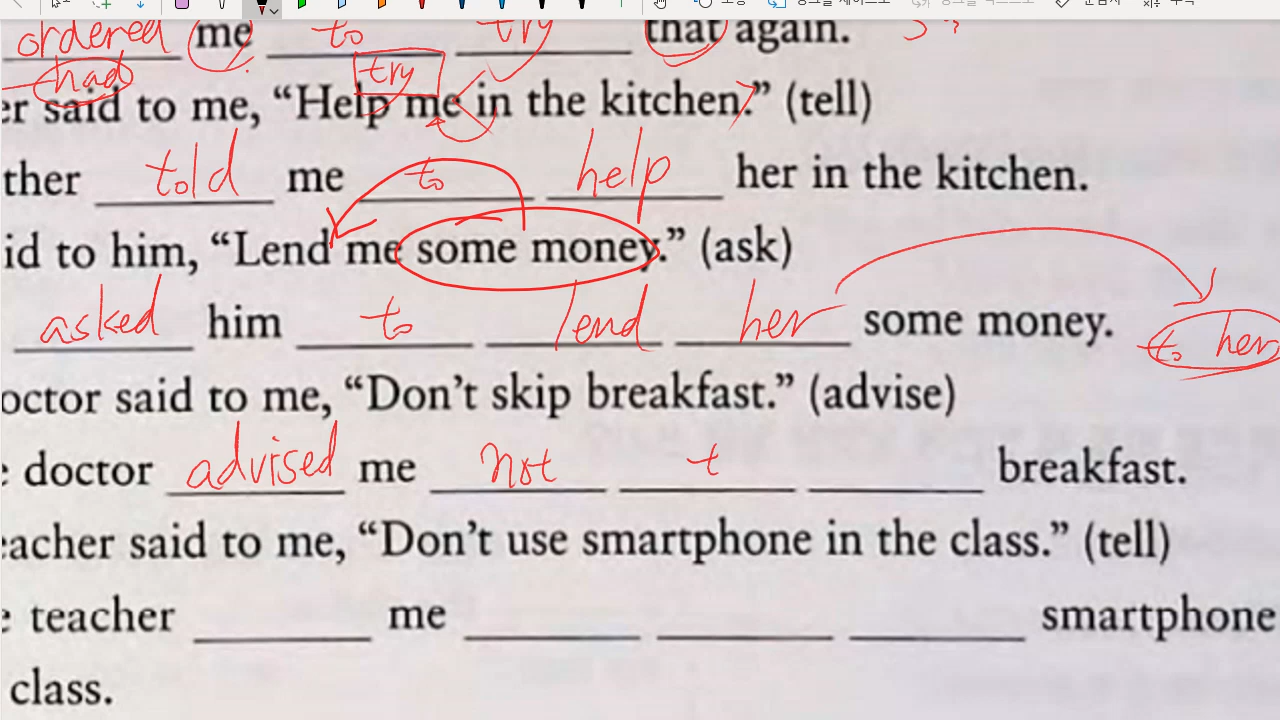 ordered me to try that again.
had try
er said to me, “Help me in the kitchen.” (tell)
ther told me to help her in the kitchen.
id to him, “Lend me some money.” (ask)
asked him to lend her some money. to her
octor said to me, “Don’t skip breakfast.” (advise)
doctor advised me not t breakfast.
eacher said to me, “Don’t use smartphone in the class.” (tell)
e teacher me smartphone
class.